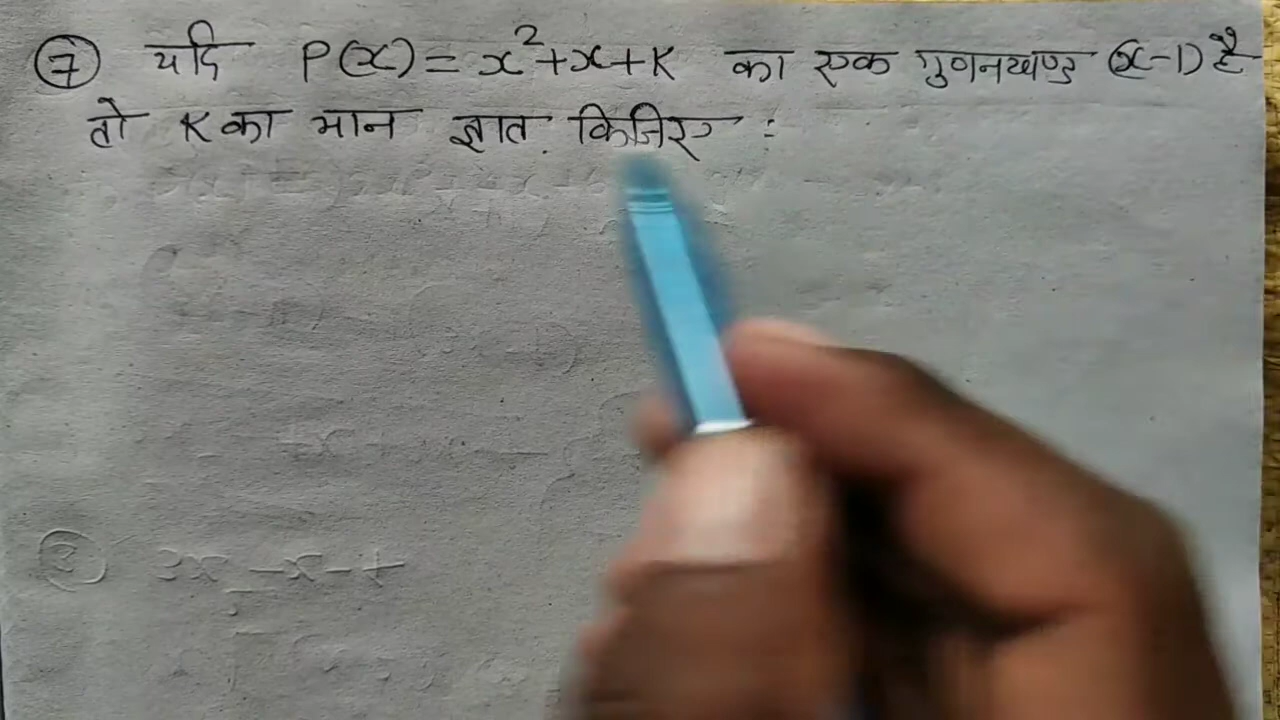 ⑦ यदि P(x) = x²+x+K का एक गुणनखण्ड (x-1) है
तो K का मान ज्ञात किजिए :